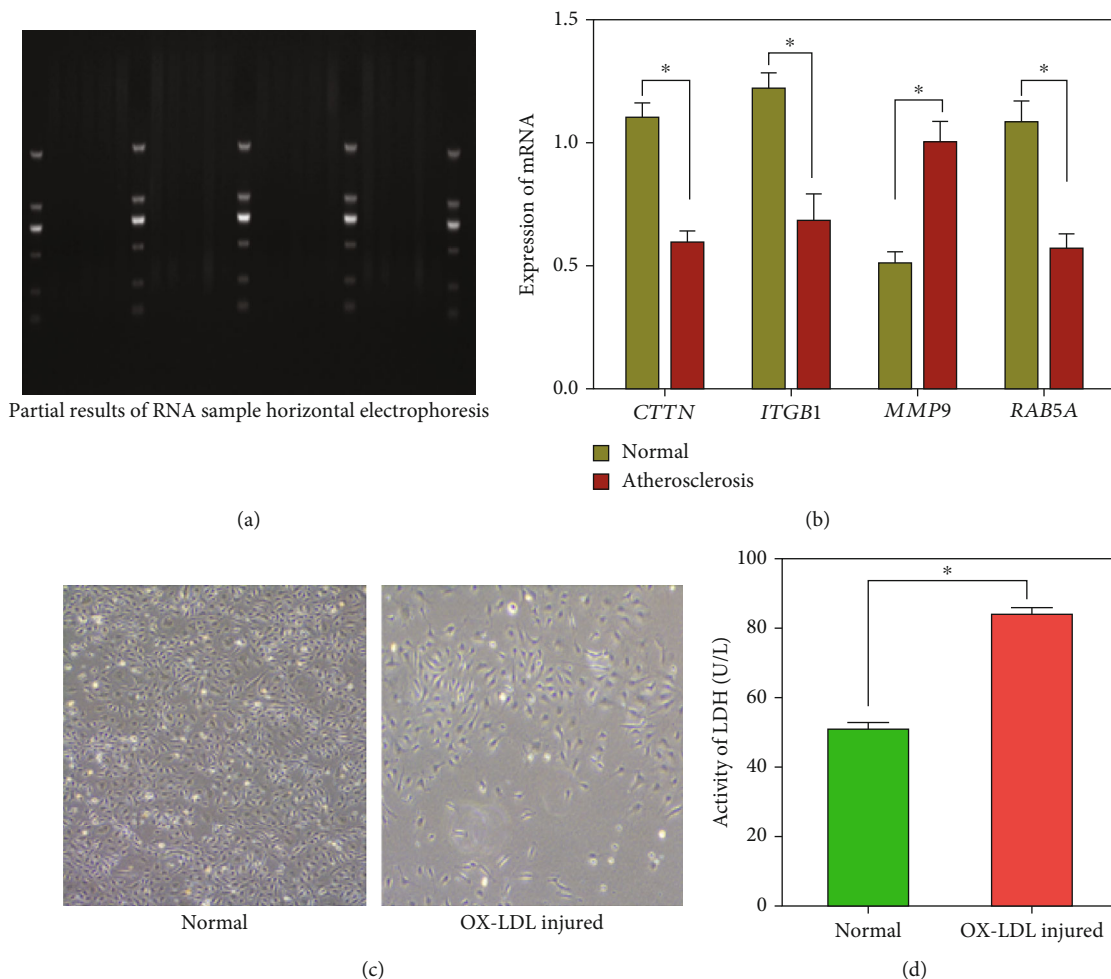 Partial results of RNA sample horizontal electrophoresis
(a)
Expression of mRNA
1.5
1.0
0.5
0.0
*
*
*
*
CTTN
ITGB1
MMP9
RAB5A
Normal
Atherosclerosis
(b)
Normal
OX-LDL injured
(c)
Activity of LDH (U/L)
100
80
60
40
20
0
*
Normal
OX-LDL injured
(d)